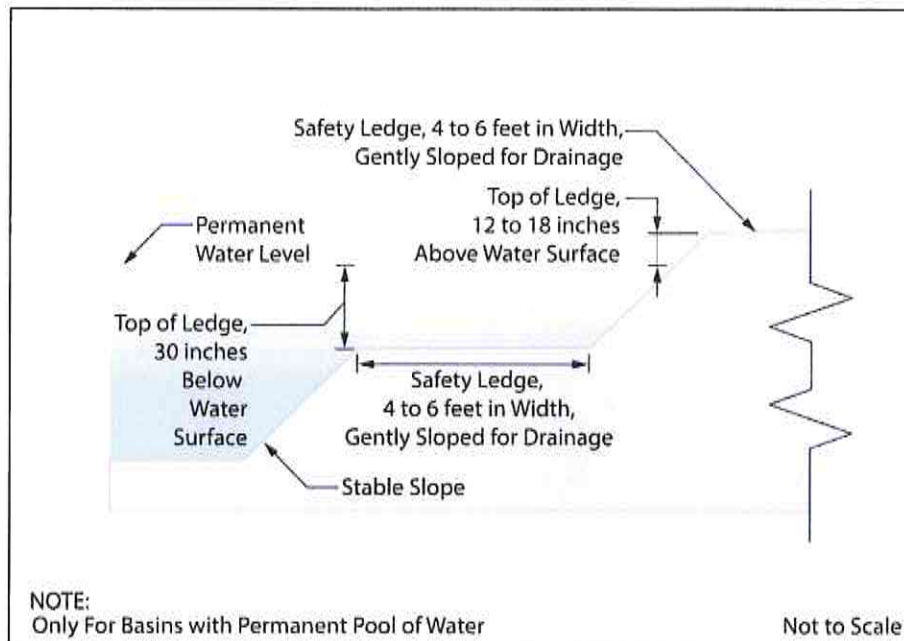 Safety Ledge, 4 to 6 feet in Width,
Gently Sloped for Drainage
Top of Ledge,
12 to 18 inches
Above Water Surface
Permanent
Water Level
Top of Ledge,
30 inches
Below
Water
Surface
Safety Ledge,
4 to 6 feet in Width,
Gently Sloped for Drainage
Stable Slope
NOTE:
Only For Basins with Permanent Pool of Water
Not to Scale